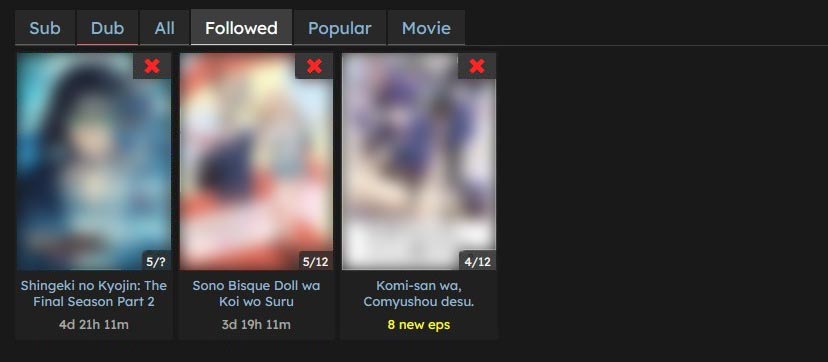 Sub Dub All Followed Popular Movie
5/? 5/12 4/12
Shingeki no Kyojin: The
Final Season Part 2
4d 21h 11m
Sono Bisque Doll wa
Koi wo Suru
3d 19h 11m
Komi-san wa,
Comyushou desu.
8 new eps